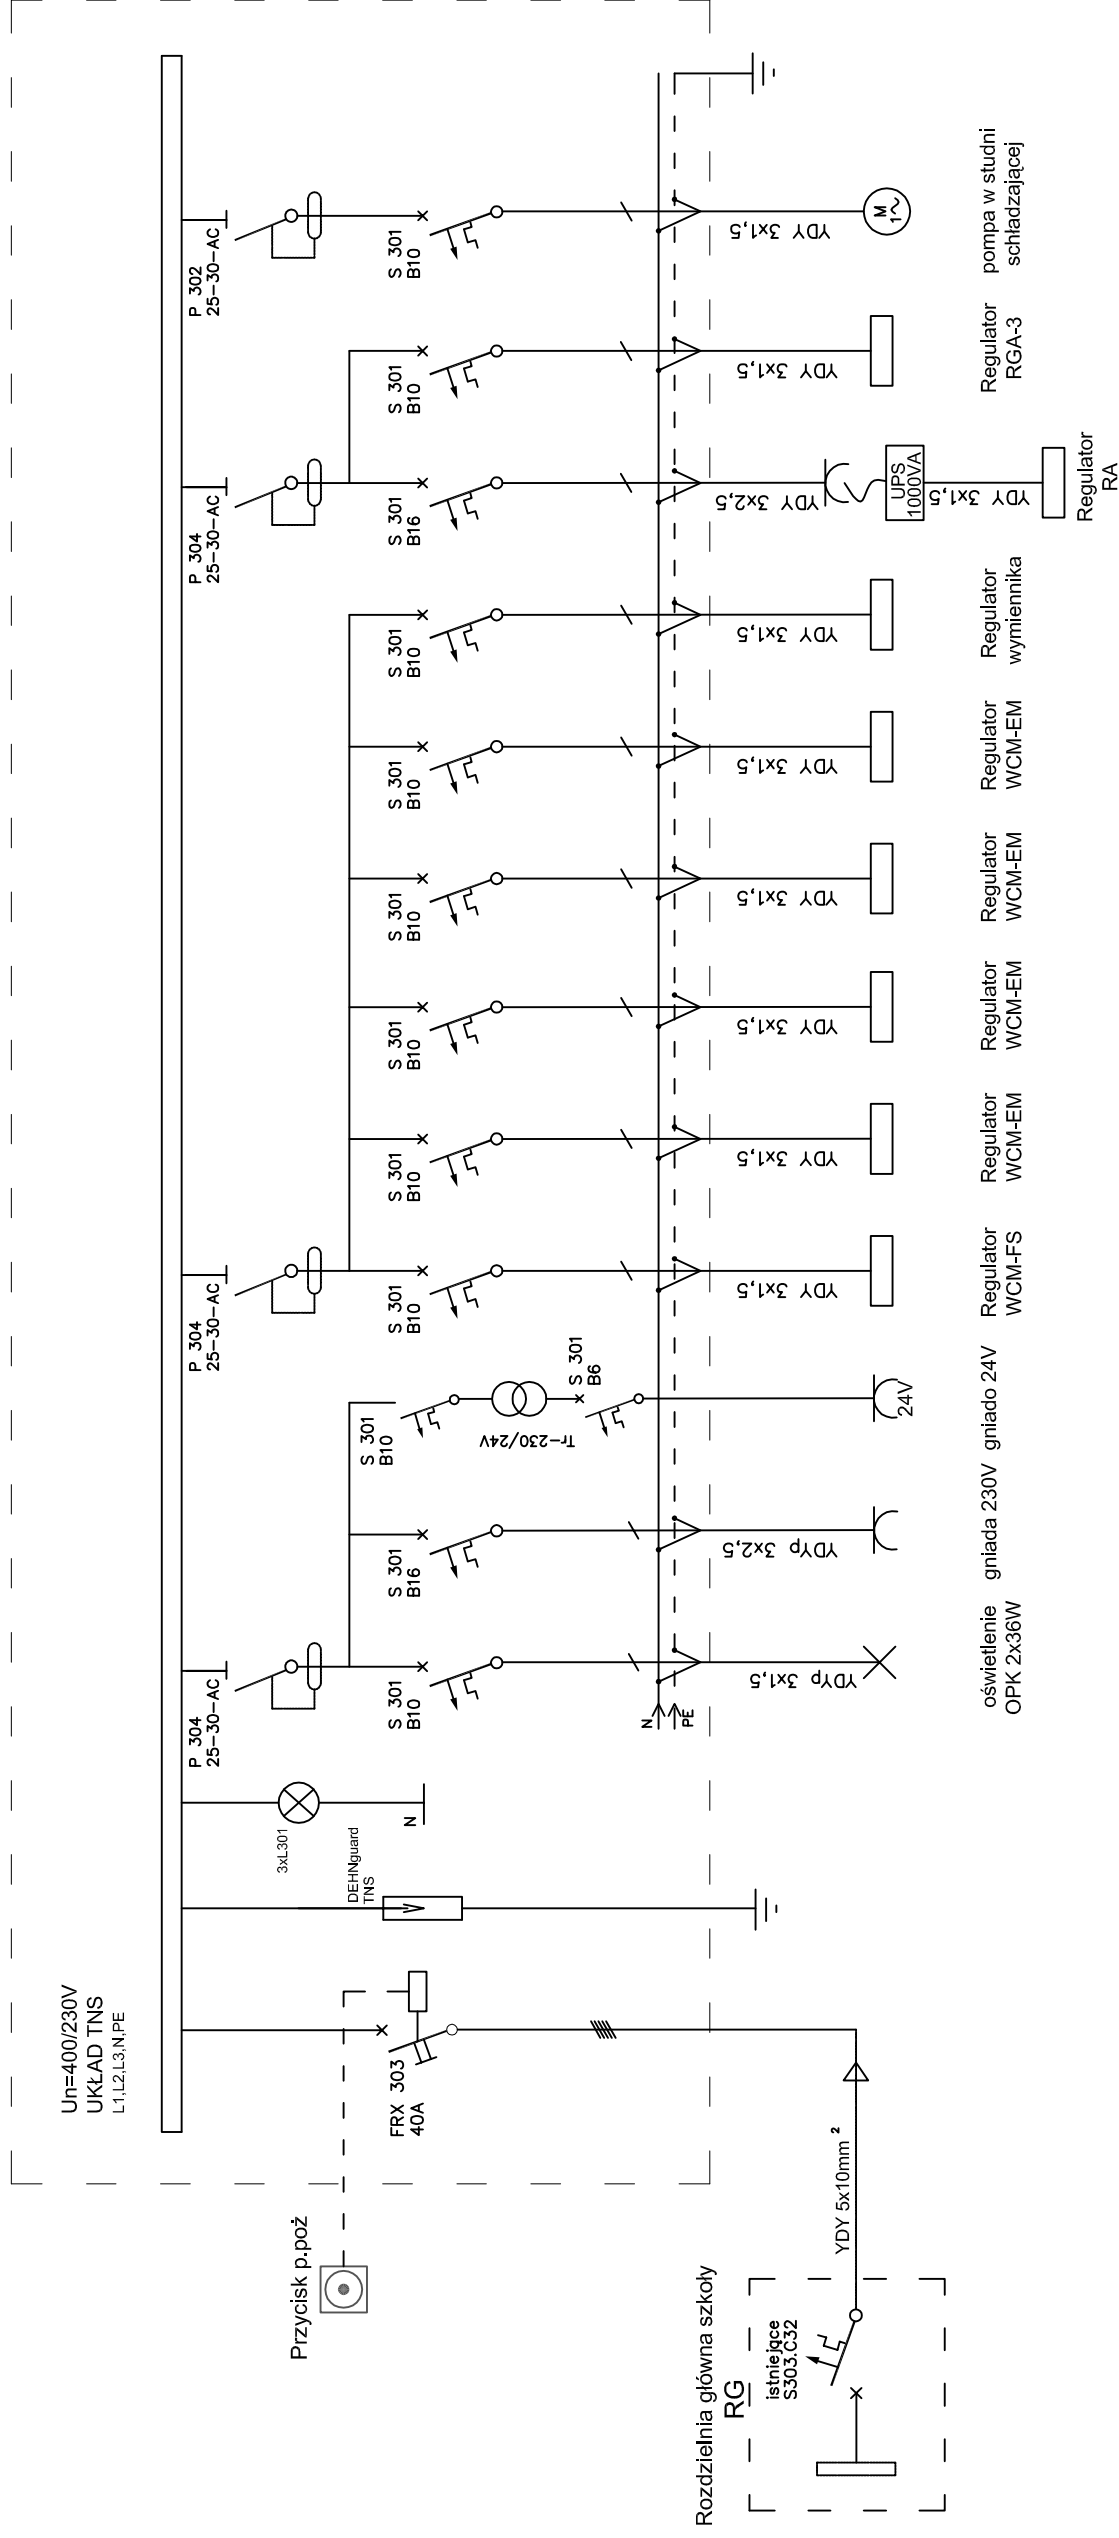 Un=400/230V
UKŁAD TNS
L1,L2,L3,N,PE
Przycisk p.poż
FRX 303
40A
Rozdzielnia główna szkoły
RG
istniejące
S303.C32
YDY 5x10mm²
DEHNguard
TNS
3xL301
N
P 304
25-30-AC
S 301
B10
N
PE
YDYp 3x1,5
oświetlenie
OPK 2x36W
S 301
B16
YDYp 3x2,5
gniada 230V
S 301
B10
Tr-230/24V
S 301
B6
24V
gniado 24V
P 304
25-30-AC
S 301
B10
YDY 3x1,5
Regulator
WCM-FS
S 301
B10
YDY 3x1,5
Regulator
WCM-EM
S 301
B10
YDY 3x1,5
Regulator
WCM-EM
S 301
B10
YDY 3x1,5
Regulator
WCM-EM
S 301
B10
YDY 3x1,5
Regulator
WCM-EM
S 301
B10
YDY 3x1,5
Regulator
wymiennika
P 304
25-30-AC
S 301
B16
YDY 3x2,5
UPS
1000VA
YDY 3x1,5
Regulator
RA
S 301
B10
YDY 3x1,5
Regulator
RGA-3
P 302
25-30-AC
S 301
B10
YDY 3x1,5
M
1~
pompa w studni
schładzającej